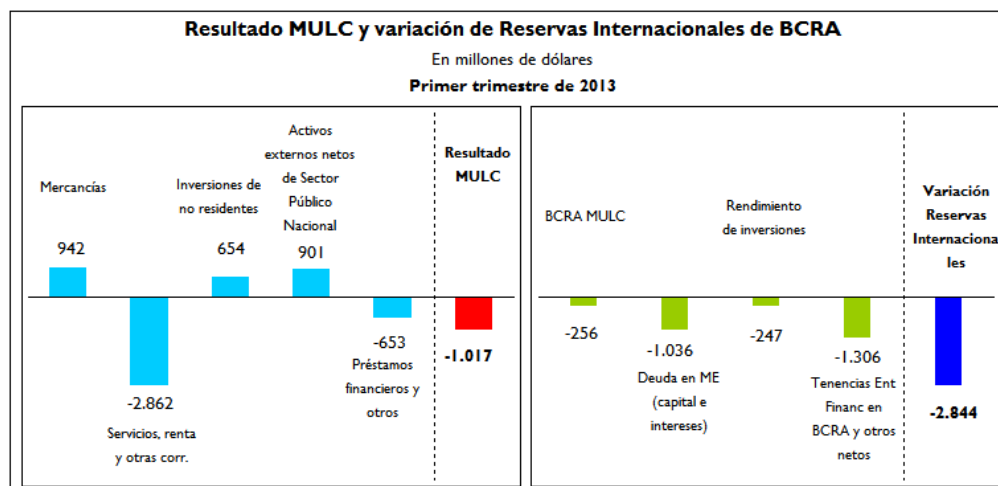 Resultado MULC y variación de Reservas Internacionales de BCRA
En millones de dólares
Primer trimestre de 2013
Mercancías
942
-2.862
Servicios, renta
y otras corr.
Inversiones de
no residentes
654
Activos
externos netos
de Sector
Público
Nacional
901
-653
Préstamos
financieros y
otros
Resultado
MULC
-1.017
BCRA MULC
-256
-1.036
Deuda en ME
(capital e
intereses)
Rendimiento
de inversiones
-247
-1.306
Tenencias Ent
Financ en
BCRA y otros
netos
Variación
Reservas
Internaciona
les
-2.844